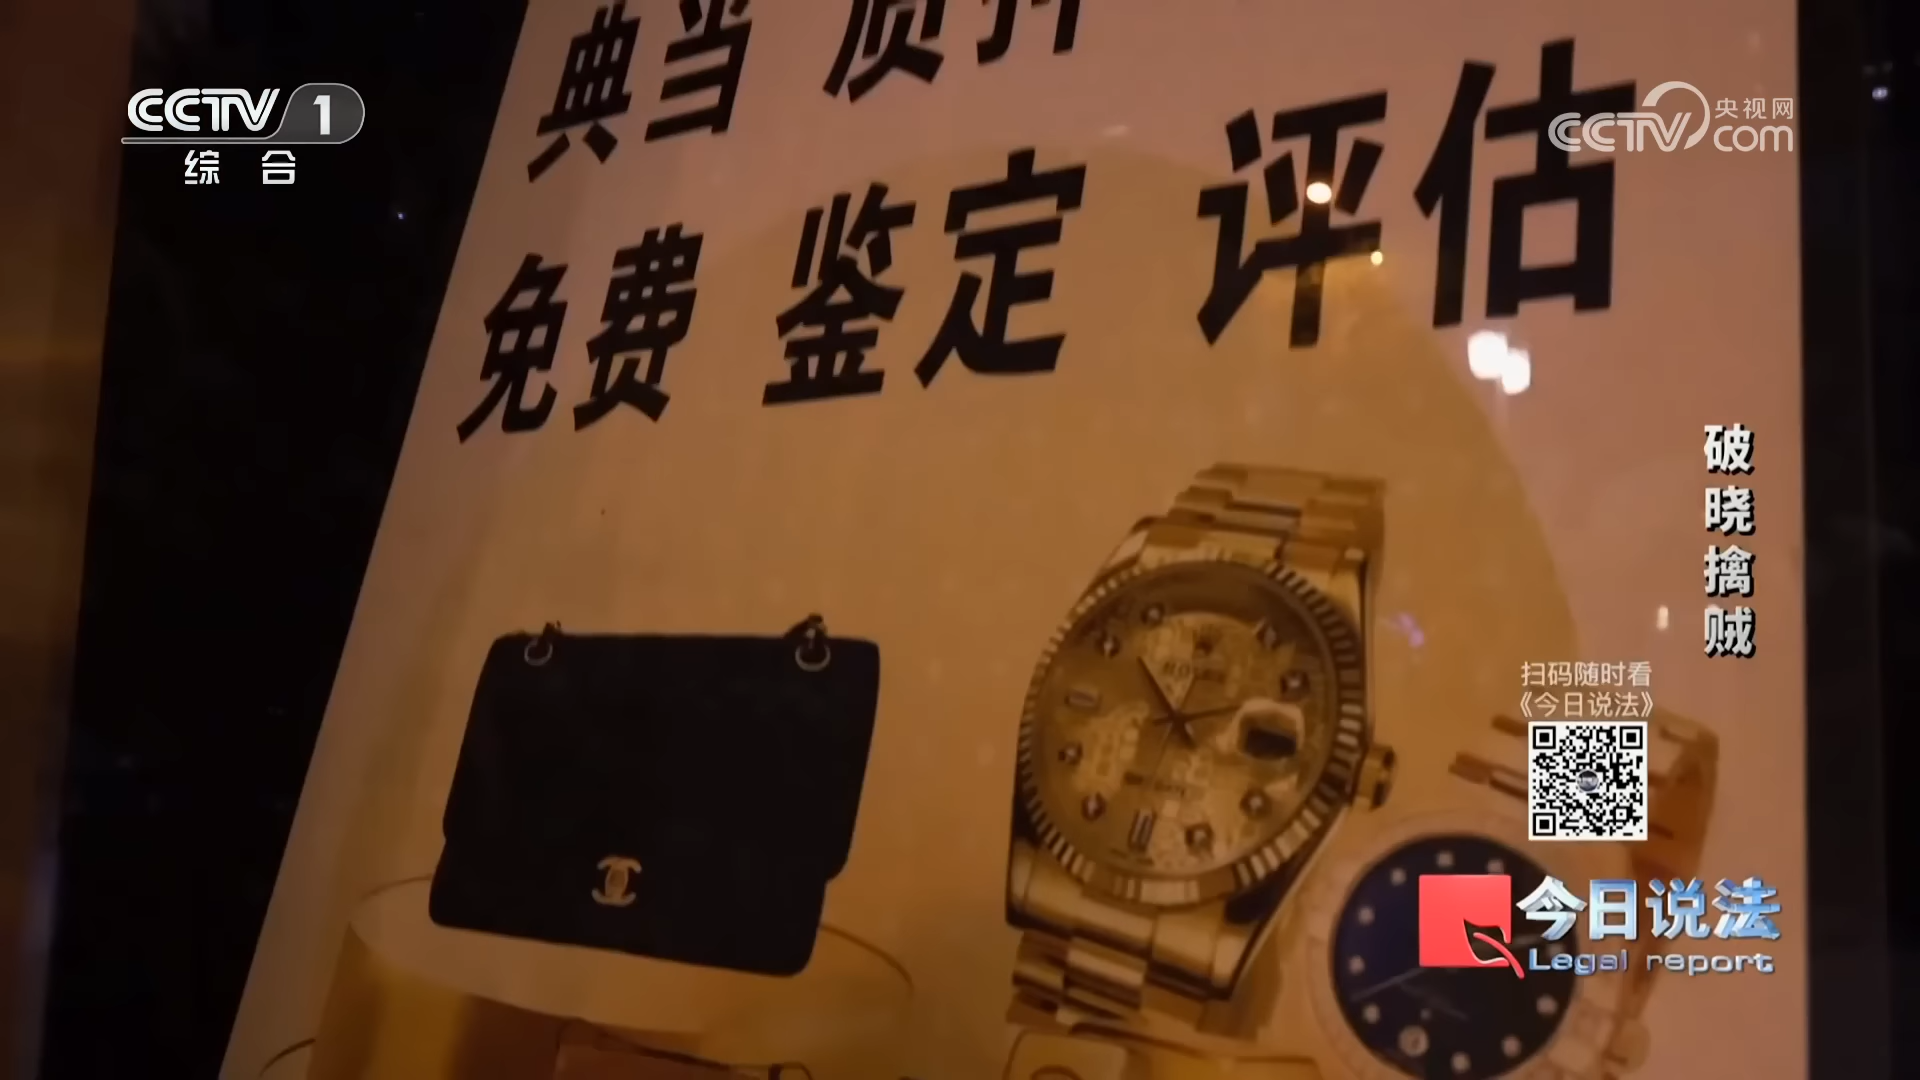 典当 质押
CCTV 1
综合
央视网
CCTV.com
免费 鉴定 评估
破晓擒贼
ROLEX
扫码随时看
《今日说法》
今日说法
Legal report